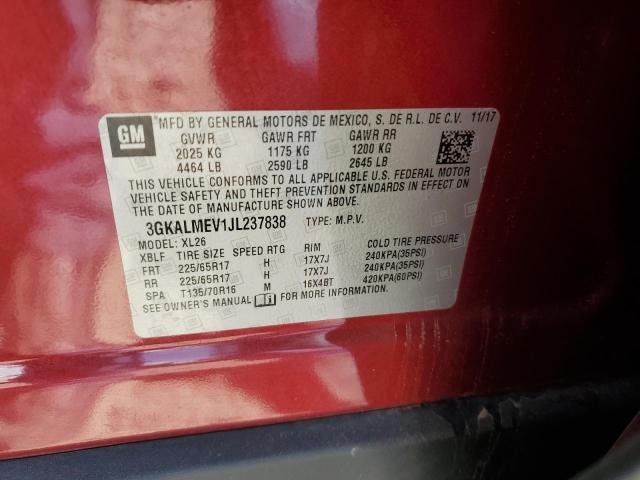 GM
MFD BY GENERAL MOTORS DE MEXICO, S. DE R.L. DE C.V. 11/17
GVWR GAWR FRT GAWR RR
2025 KG 1175 KG 1200 KG
4464 LB 2590 LB 2645 LB
THIS VEHICLE CONFORMS TO ALL APPLICABLE U.S. FEDERAL MOTOR
VEHICLE SAFETY AND THEFT PREVENTION STANDARDS IN EFFECT ON
THE DATE OF MANUFACTURE SHOWN ABOVE.
3GKALMEV1JL237838 TYPE: M.P.V.
MODEL: XL26
XBLF TIRE SIZE SPEED RTG RIM COLD TIRE PRESSURE
FRT 225/65R17 H 17X7J 240KPA(35PSI)
RR 225/65R17 H 17X7J 240KPA(35PSI)
SPA T135/70R16 M 16X4BT 420KPA(60PSI)
SEE OWNER'S MANUAL FOR MORE INFORMATION.